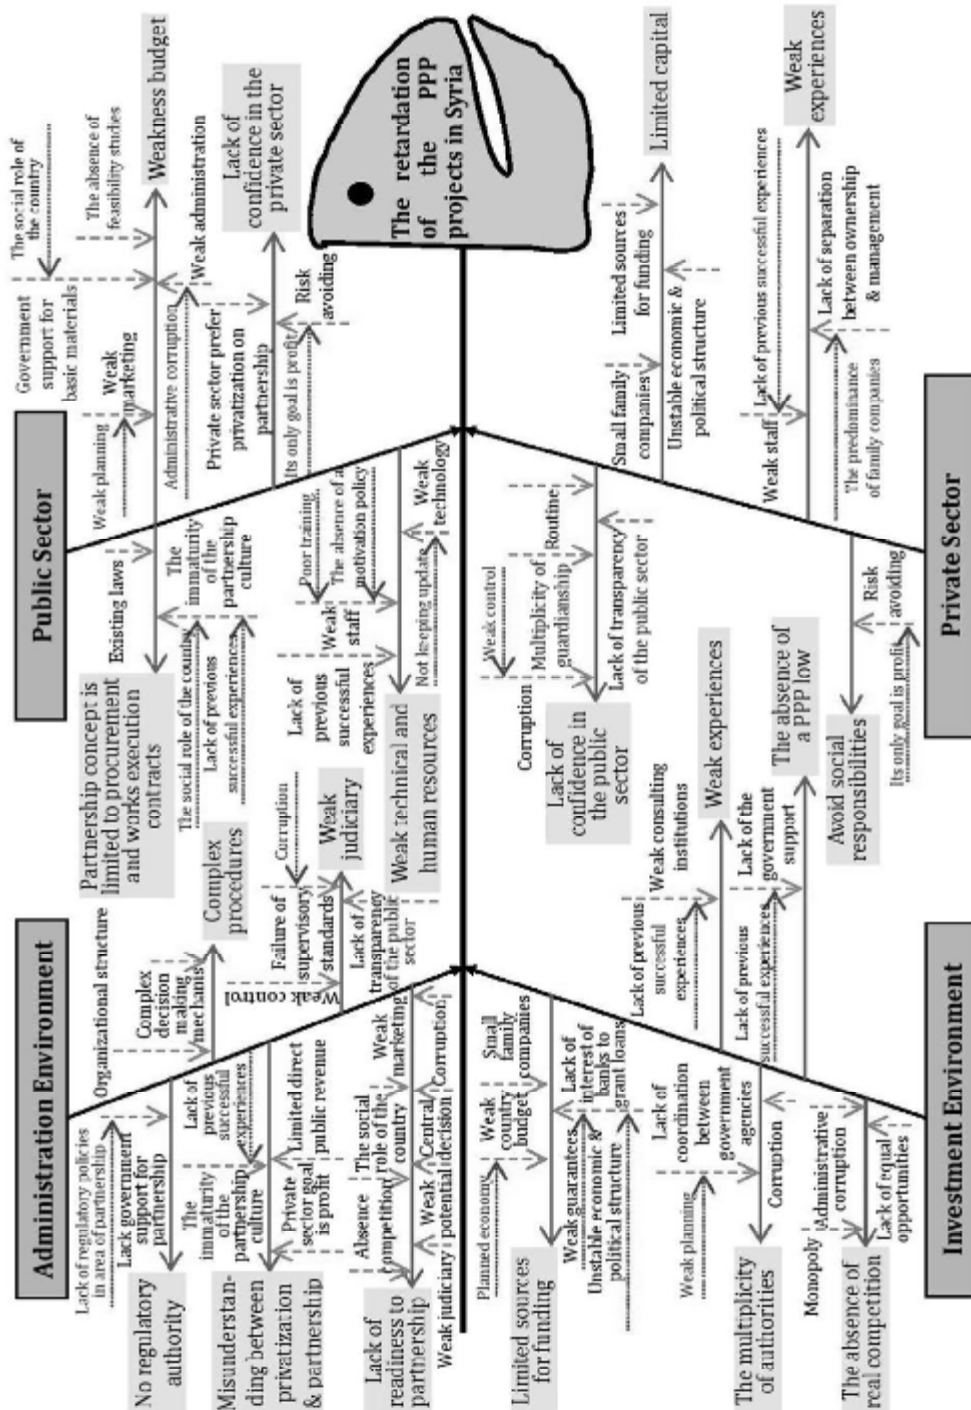 Administration Environment
Public Sector
Lack of regulatory policies
in area of partnership
Lack government
support for
partnership
No regulatory
authority
Lack of
previous
successful
experiences
The
immaturity
of the
partnership
culture
Limited direct
public revenue
Private
sector goal
is profit
Misunderstan-
ding between
privatization
& partnership
Weak
marketing
The social
role of the
country
Absence
competition
Corruption
Central
decision
Weak
potential
Weak judiciary
Lack of
readiness to
partnership
Organizational structure
Complex
decision
making
mechanis
Complex
procedures
Corruption
Failure of
supervisory
standards
Weak control
Lack of
transparency
of the public
sector
Weak
judiciary
Existing laws
The
immaturity
of the
partnership
culture
The social role of the country
Lack of previous
successful experiences
Partnership concept is
limited to procurement
and works execution
contracts
Poor training
The absence of a
motivation policy
Weak
staff
Lack of
previous
successful
experiences
Weak
technology
Not keeping update
Weak technical and
human resources
The social role of
the country
Government
support for
basic materials
The absence of
feasibility studies
Weak planning
Weak
marketing
Weakness budget
Weak administration
Administrative corruption
Private sector prefer
privatization on
partnership
Its only goal is profit
Risk
avoiding
Lack of
confidence in the
private sector
The retardation
of the PPP
projects in Syria
Planned economy
Weak
country
budget
Small
family
companies
Limited sources
for funding
Weak guarantees
Unstable economic &
political structure
Lack of
interest of
banks to
grant loans
Weak planning
Lack of
coordination
between
government
agencies
Corruption
The multiplicity
of authorities
Monopoly
Administrative
corruption
Lack of equal
opportunities
The absence of
real competition
Lack of previous
successful
experiences
Weak consulting
institutions
Weak experiences
Lack of previous
successful experiences
Lack of the
government
support
The absence of
a PPP low
Weak control
Corruption
Multiplicity of
guardianship
Routine
Lack of transparency
of the public sector
Lack of
confidence in
the public
sector
Risk
avoiding
Its only goal is profit
Avoid social
responsibilities
Small family
companies
Limited sources
for funding
Unstable economic &
political structure
Limited capital
Weak staff
Lack of previous successful experiences
The predominance
of family companies
Lack of separation
between ownership
& management
Weak
experiences
Investment Environment
Private Sector